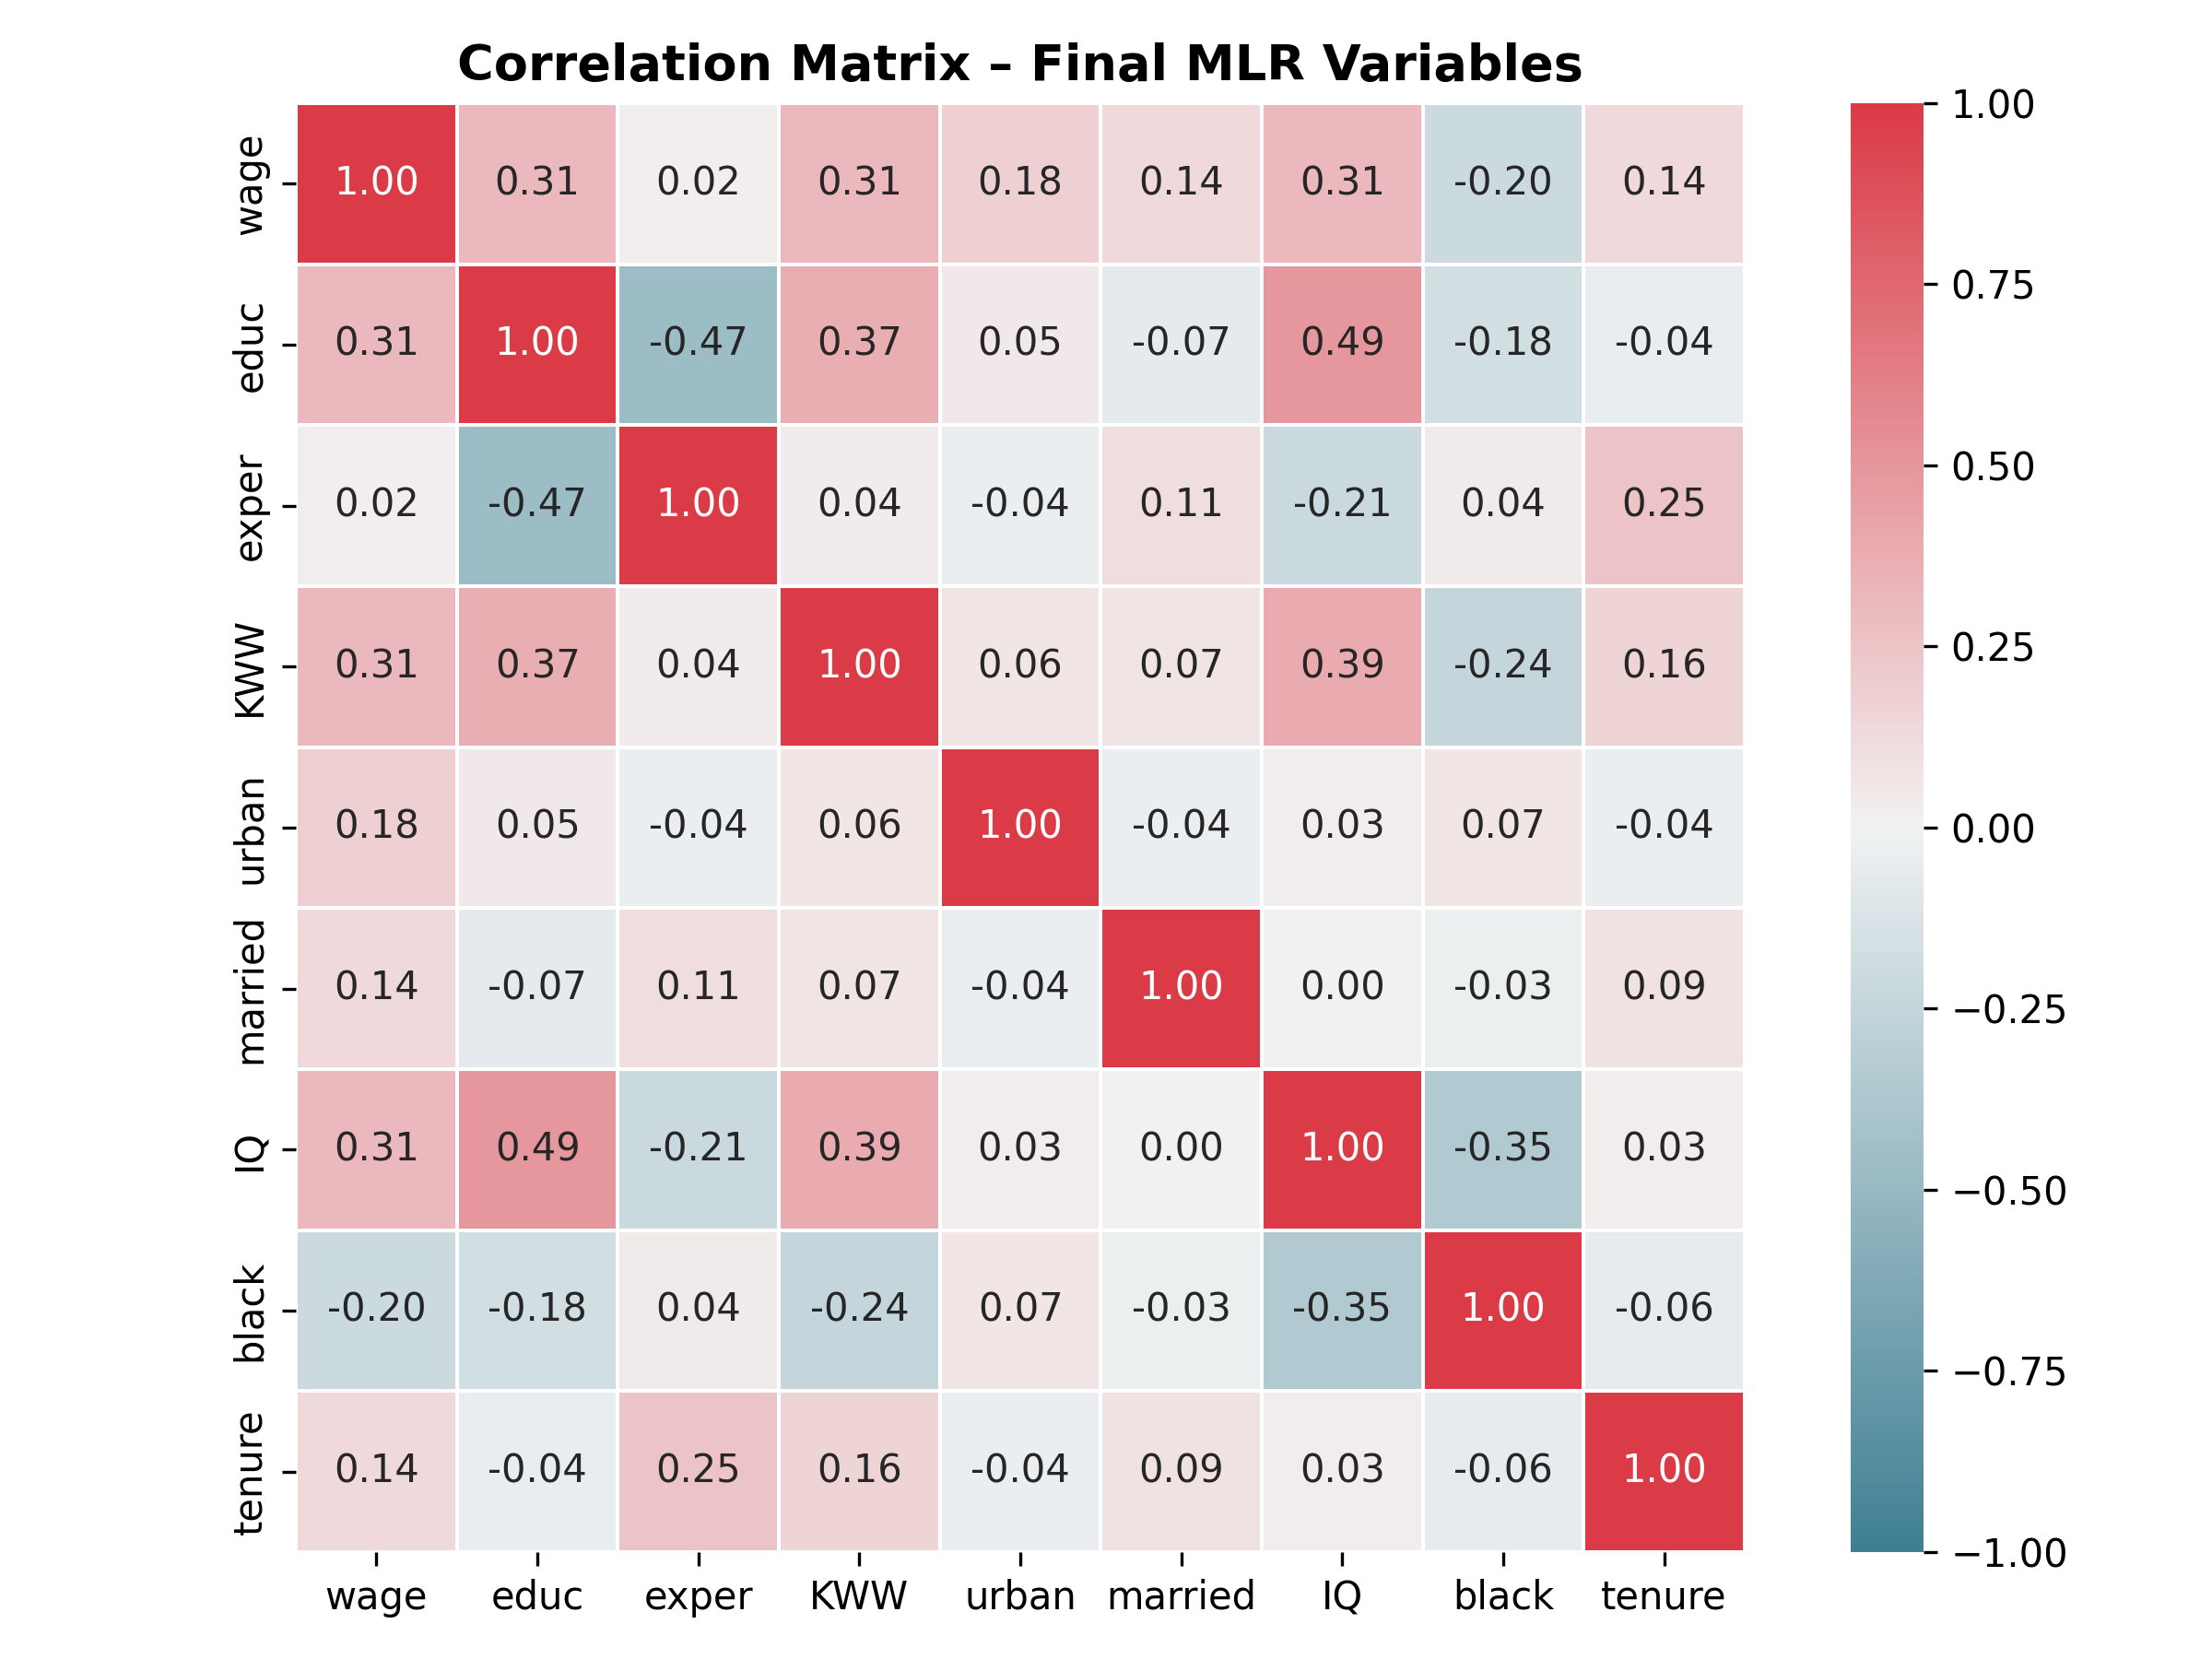 Correlation Matrix – Final MLR Variables
wage 1.00 0.31 0.02 0.31 0.18 0.14 0.31 -0.20 0.14
educ 0.31 1.00 -0.47 0.37 0.05 -0.07 0.49 -0.18 -0.04
exper 0.02 -0.47 1.00 0.04 -0.04 0.11 -0.21 0.04 0.25
KWW 0.31 0.37 0.04 1.00 0.06 0.07 0.39 -0.24 0.16
urban 0.18 0.05 -0.04 0.06 1.00 -0.04 0.03 0.07 -0.04
married 0.14 -0.07 0.11 0.07 -0.04 1.00 0.00 -0.03 0.09
IQ 0.31 0.49 -0.21 0.39 0.03 0.00 1.00 -0.35 0.03
black -0.20 -0.18 0.04 -0.24 0.07 -0.03 -0.35 1.00 -0.06
tenure 0.14 -0.04 0.25 0.16 -0.04 0.09 0.03 -0.06 1.00
wage educ exper KWW urban married IQ black tenure
1.00
0.75
0.50
0.25
0.00
−0.25
−0.50
−0.75
−1.00